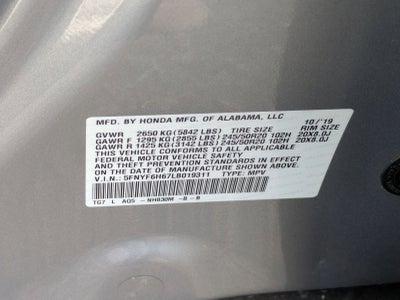 MFD. BY HONDA MFG. OF ALABAMA, LLC 10/'19
GVWR 2650 KG(5842 LBS) TIRE SIZE RIM SIZE
GAWR F 1295 KG(2855 LBS) 245/50R20 102H 20X8.0J
GAWR R 1425 KG(3142 LBS) 245/50R20 102H 20X8.0J
THIS VEHICLE CONFORMS TO ALL APPLICABLE
FEDERAL MOTOR VEHICLE SAFETY
AND THEFT PREVENTION STANDARDS IN EFFECT
ON THE DATE OF MANUFACTURE SHOWN ABOVE.
V.I.N.: 5FNYF6H67LB019311 TYPE: MPV
TG7 L AQ5 -NH830M -B-B